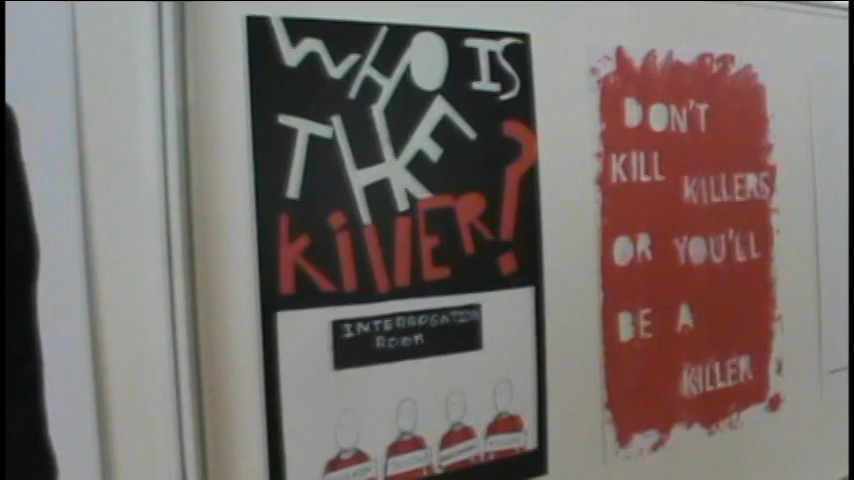 WHO IS
THE
KillER?
INTERROGATION
ROOM
DON'T
KILL KILLERS
OR YOU'LL
BE A
KILLER